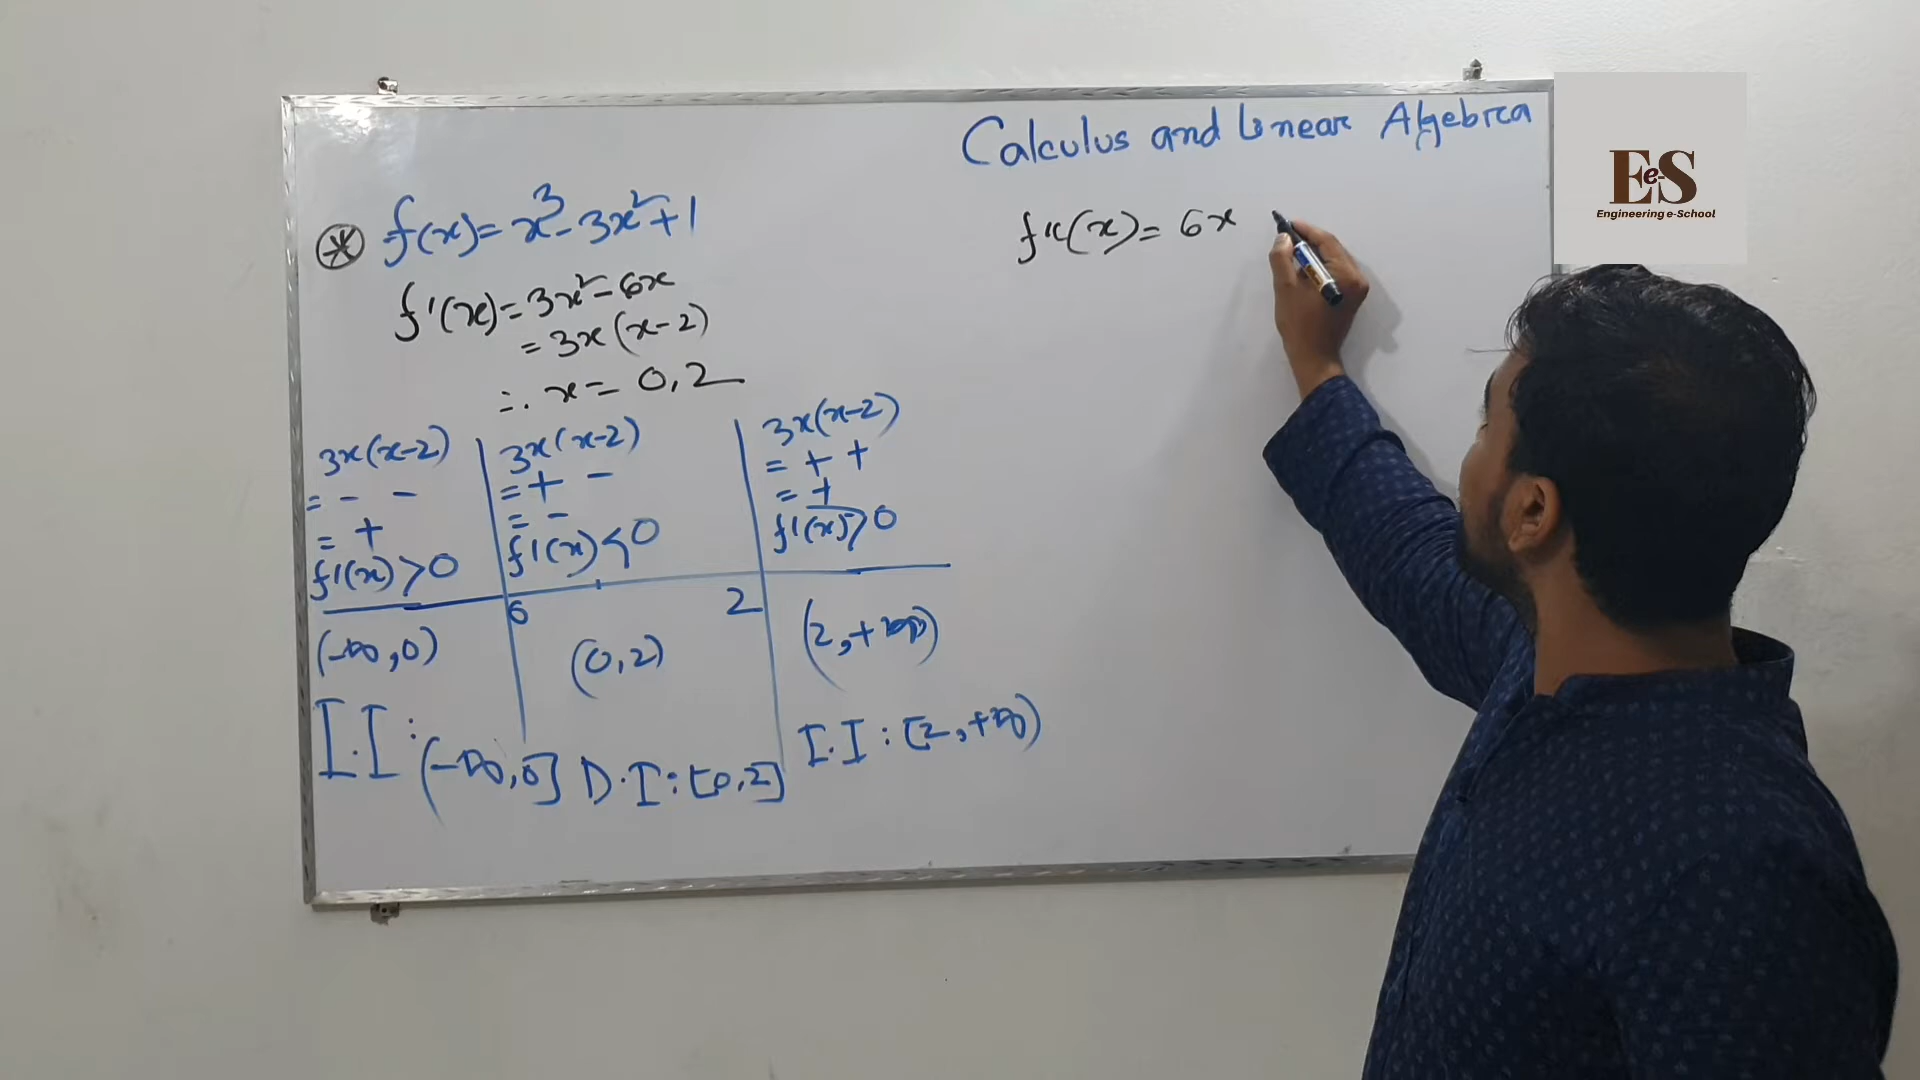 Calculus and Linear Algebra
EeS
Engineering e-School
* f(x) = x³ - 3x² + 1
f'(x) = 3x² - 6x
= 3x(x-2)
∴ x = 0, 2
3x(x-2)
= - -
= +
f'(x) > 0
(-∞, 0)
I.I : (-∞, 0]
3x(x-2)
= + -
= -
f'(x) < 0
0 2
(0, 2)
D.I : [0, 2]
3x(x-2)
= + +
= +
f'(x) > 0
(2, +∞)
I.I : [2, +∞)
f''(x) = 6x